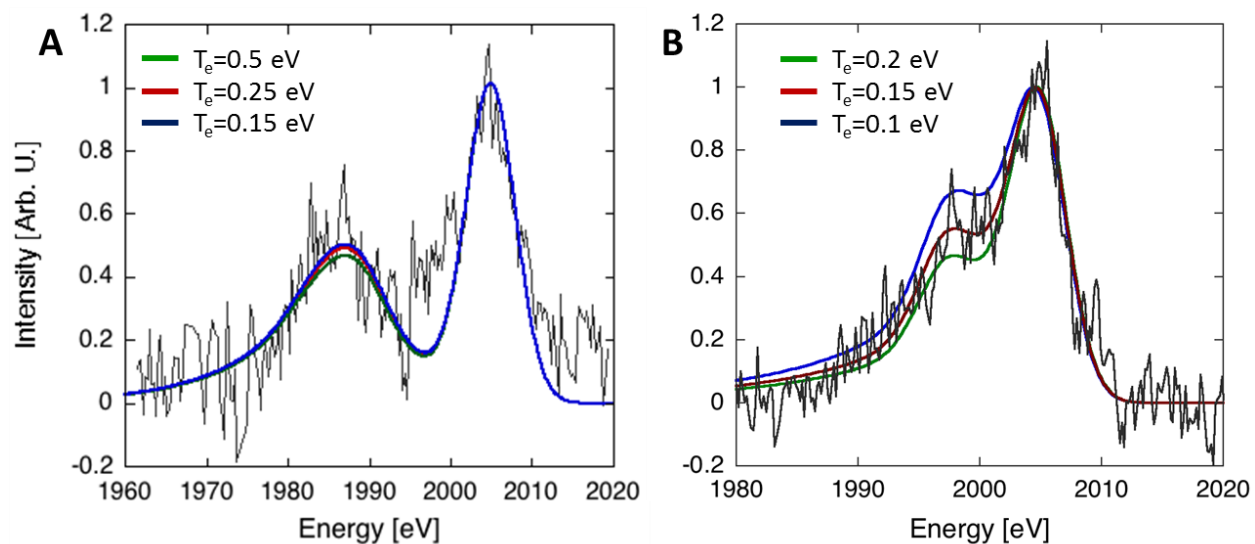 A
T_e=0.5 eV
T_e=0.25 eV
T_e=0.15 eV
1.2
1
0.8
0.6
0.4
0.2
0
-0.2
Intensity [Arb. U.]
1960 1970 1980 1990 2000 2010 2020
Energy [eV]
B
T_e=0.2 eV
T_e=0.15 eV
T_e=0.1 eV
1.2
1
0.8
0.6
0.4
0.2
0
-0.2
1980 1990 2000 2010 2020
Energy [eV]